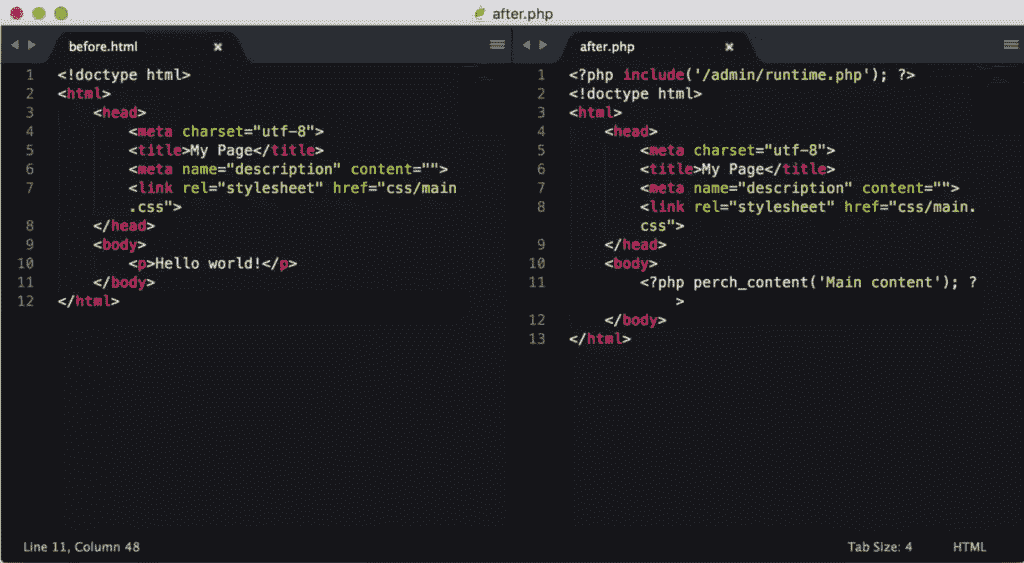 after.php
before.html
1 <!doctype html>
2 <html>
3 <head>
4 <meta charset="utf-8">
5 <title>My Page</title>
6 <meta name="description" content="">
7 <link rel="stylesheet" href="css/main
.css">
8 </head>
9 <body>
10 <p>Hello world!</p>
11 </body>
12 </html>
after.php
1 <?php include('/admin/runtime.php'); ?>
2 <!doctype html>
3 <html>
4 <head>
5 <meta charset="utf-8">
6 <title>My Page</title>
7 <meta name="description" content="">
8 <link rel="stylesheet" href="css/main.
css">
9 </head>
10 <body>
11 <?php perch_content('Main content'); ?
>
12 </body>
13 </html>
Line 11, Column 48
Tab Size: 4
HTML